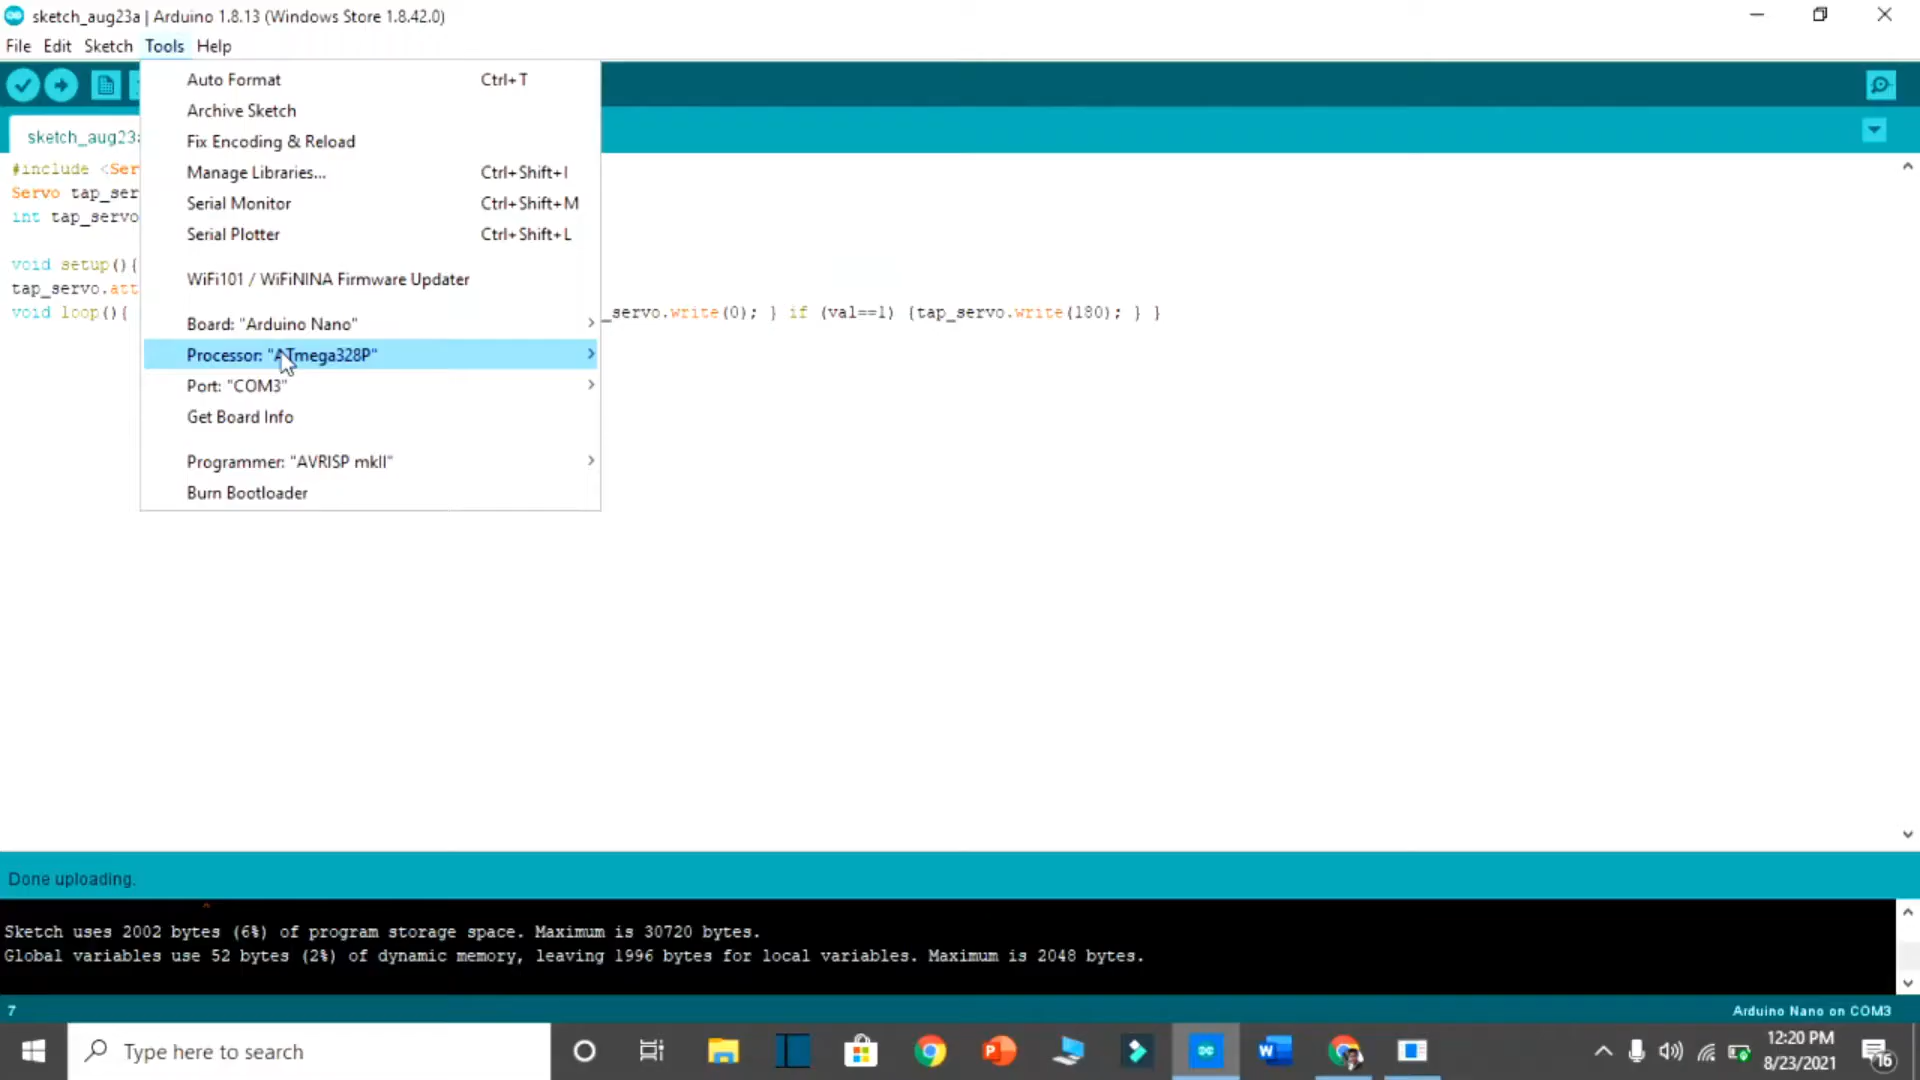 sketch_aug23a | Arduino 1.8.13 (Windows Store 1.8.42.0)
File Edit Sketch Tools Help
Auto Format Ctrl+T
Archive Sketch
Fix Encoding & Reload
Manage Libraries... Ctrl+Shift+I
Serial Monitor Ctrl+Shift+M
Serial Plotter Ctrl+Shift+L
WiFi101 / WiFiNINA Firmware Updater
Board: "Arduino Nano"
Processor: "ATmega328P"
Port: "COM3"
Get Board Info
Programmer: "AVRISP mkII"
Burn Bootloader
sketch_aug23a
#include <Ser
Servo tap_ser
int tap_servo
void setup(){
tap_servo.att
void loop(){ _servo.write(0); } if (val==1) {tap_servo.write(180); } }
Done uploading.
Sketch uses 2002 bytes (6%) of program storage space. Maximum is 30720 bytes.
Global variables use 52 bytes (2%) of dynamic memory, leaving 1996 bytes for local variables. Maximum is 2048 bytes.
7 Arduino Nano on COM3
Type here to search
12:20 PM
8/23/2021
16